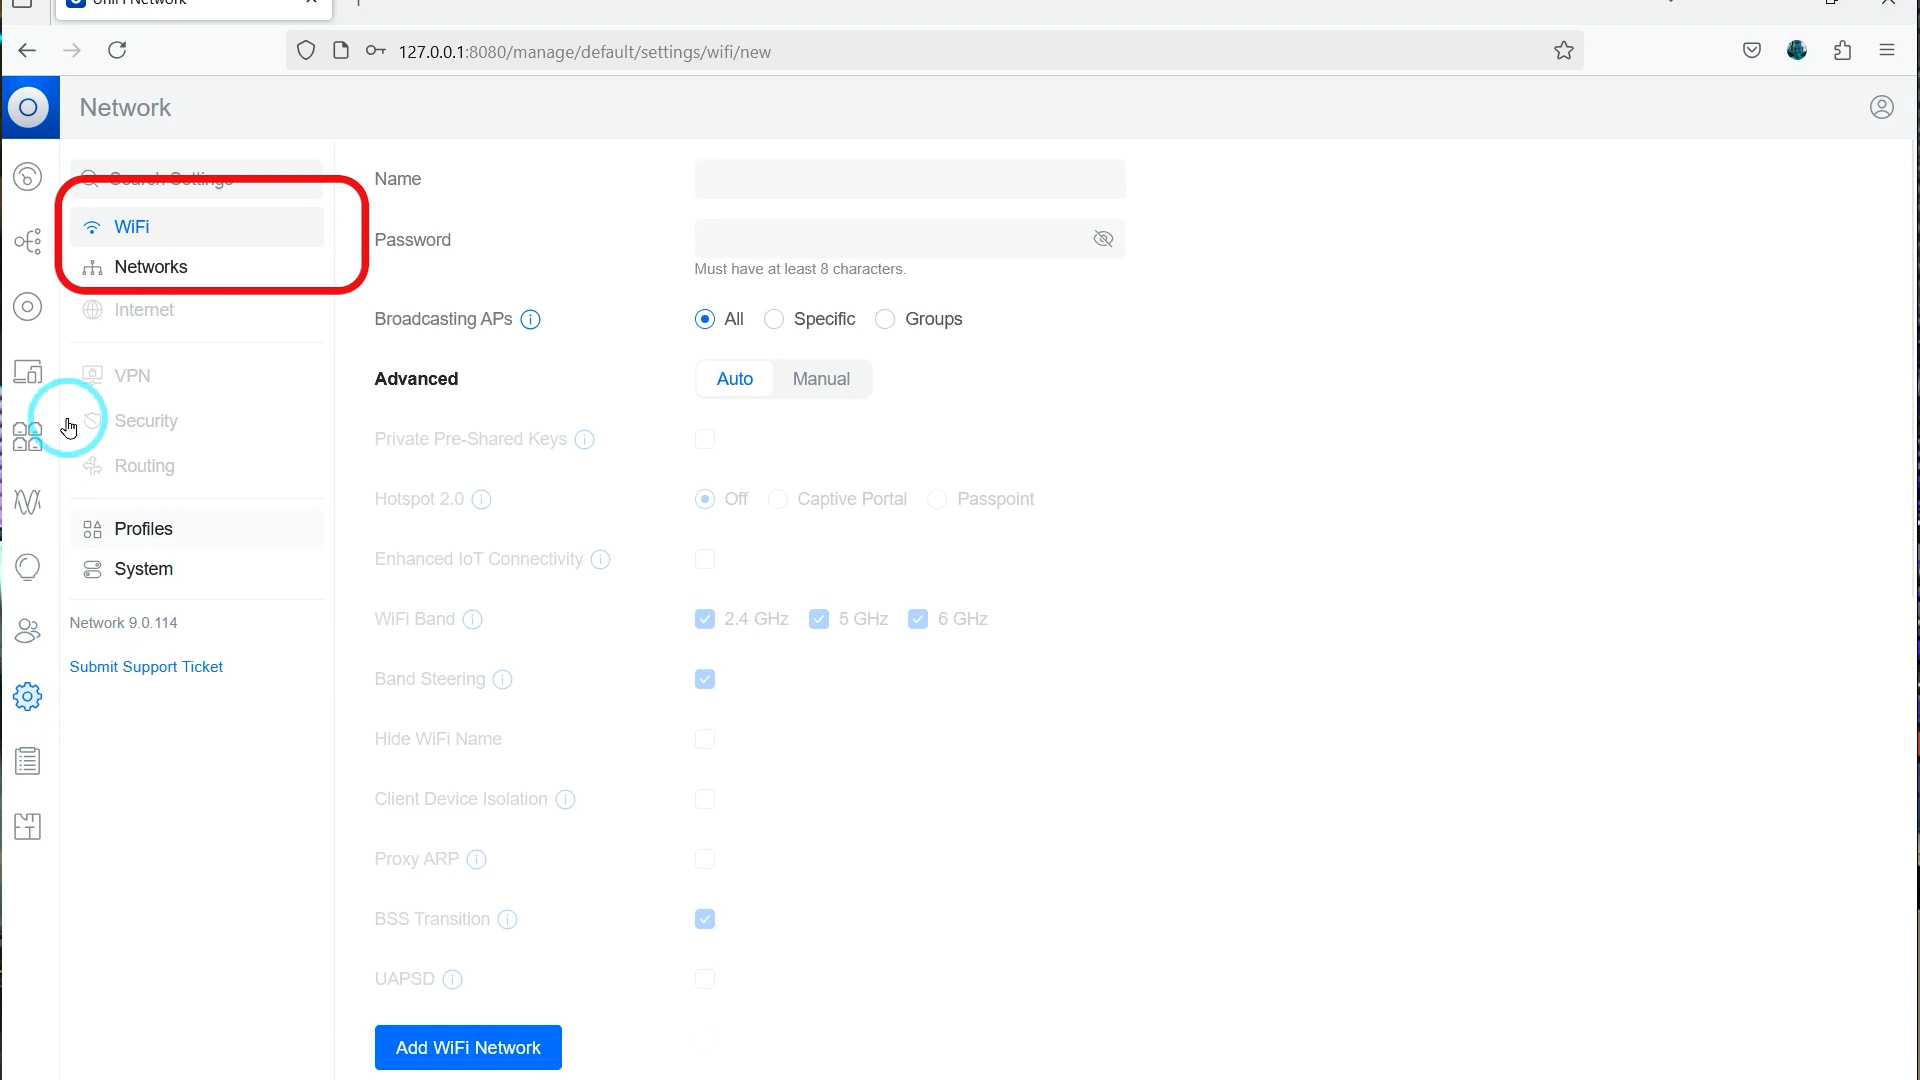 UniFi Network
127.0.0.1:8080/manage/default/settings/wifi/new
Network
Search Settings
WiFi
Networks
Internet
VPN
Security
Routing
Profiles
System
Network 9.0.114
Submit Support Ticket
Name
Password
Must have at least 8 characters.
Broadcasting APs All Specific Groups
Advanced Auto Manual
Private Pre-Shared Keys
Hotspot 2.0 Off Captive Portal Passpoint
Enhanced IoT Connectivity
WiFi Band 2.4 GHz 5 GHz 6 GHz
Band Steering
Hide WiFi Name
Client Device Isolation
Proxy ARP
BSS Transition
UAPSD
Add WiFi Network